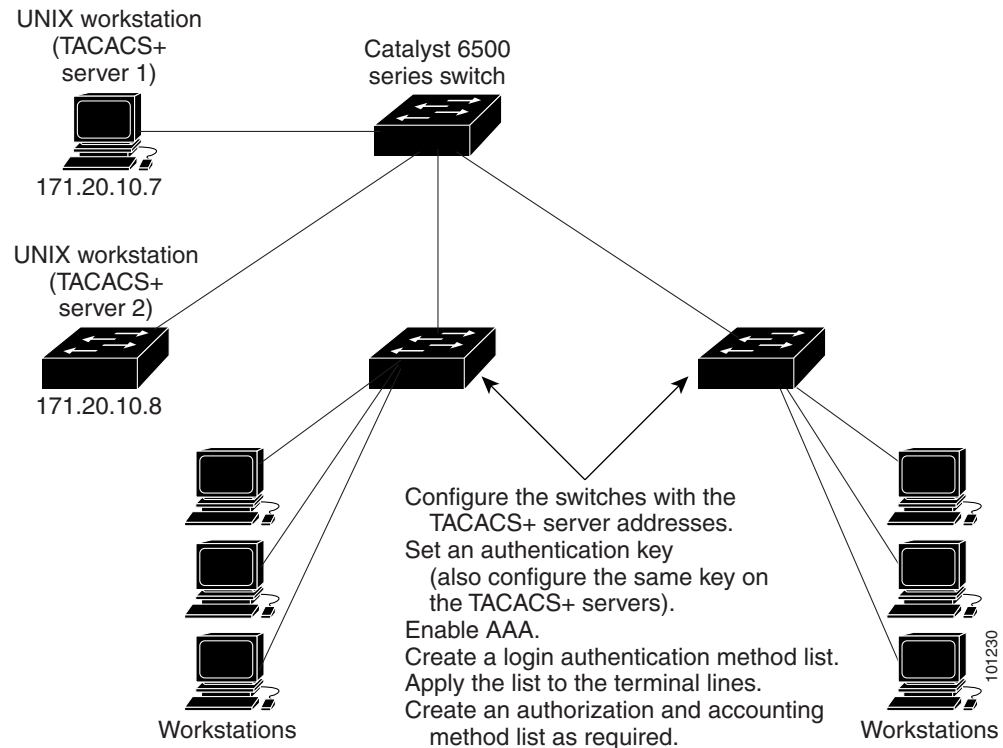 UNIX workstation
(TACACS+
server 1)
Catalyst 6500
series switch
171.20.10.7
UNIX workstation
(TACACS+
server 2)
171.20.10.8
Configure the switches with the
TACACS+ server addresses.
Set an authentication key
(also configure the same key on
the TACACS+ servers).
Enable AAA.
Create a login authentication method list.
Apply the list to the terminal lines.
Create an authorization and accounting
method list as required.
Workstations
Workstations
101230